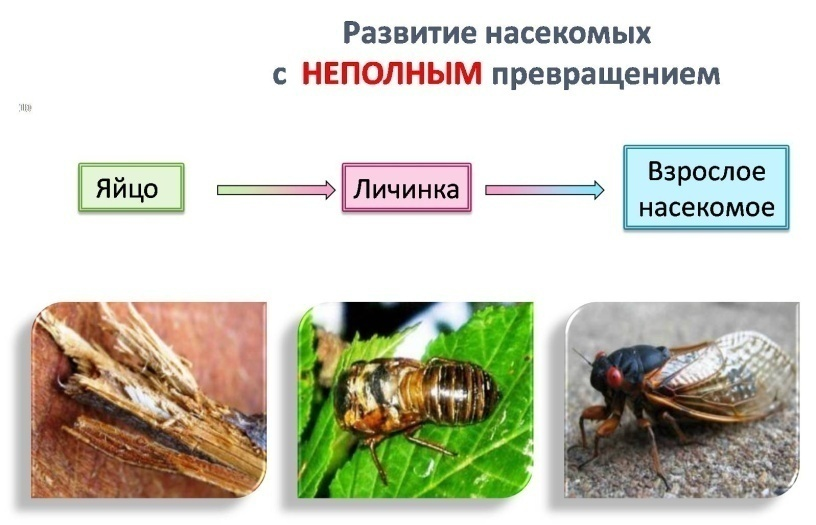 Развитие насекомых
с НЕПОЛНЫМ превращением
Яйцо
Личинка
Взрослое
насекомое